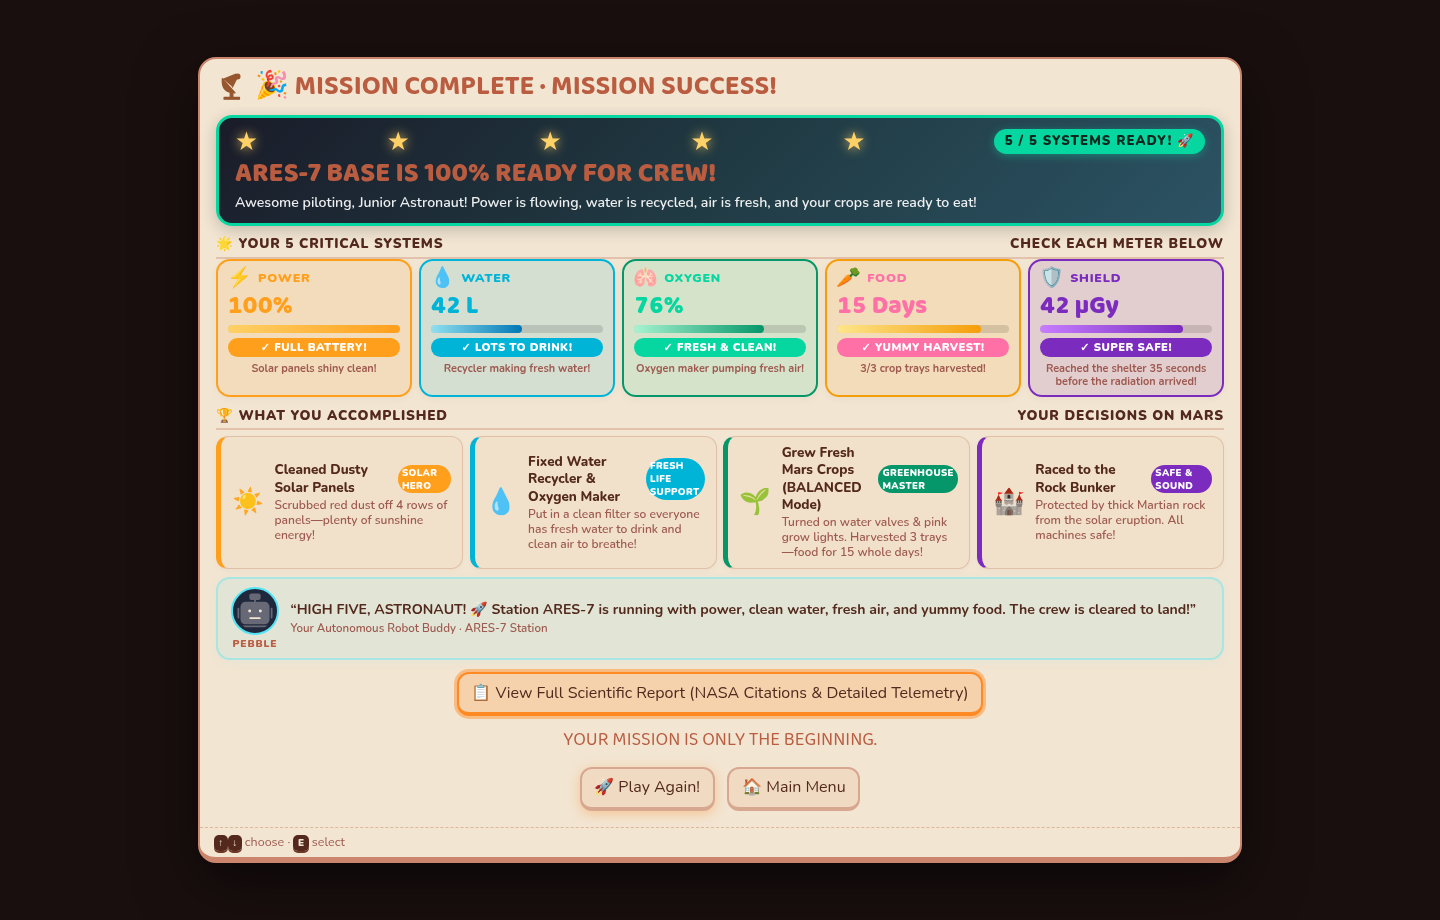 🎉 MISSION COMPLETE · MISSION SUCCESS!
5 / 5 SYSTEMS READY! 🚀
ARES-7 BASE IS 100% READY FOR CREW!
Awesome piloting, Junior Astronaut! Power is flowing, water is recycled, air is fresh, and your crops are ready to eat!
🌟 YOUR 5 CRITICAL SYSTEMS
CHECK EACH METER BELOW
⚡ POWER
100%
✓ FULL BATTERY!
Solar panels shiny clean!
💧 WATER
42 L
✓ LOTS TO DRINK!
Recycler making fresh water!
🫁 OXYGEN
76%
✓ FRESH & CLEAN!
Oxygen maker pumping fresh air!
🥕 FOOD
15 Days
✓ YUMMY HARVEST!
3/3 crop trays harvested!
🛡️ SHIELD
42 µGy
✓ SUPER SAFE!
Reached the shelter 35 seconds
before the radiation arrived!
🏆 WHAT YOU ACCOMPLISHED
YOUR DECISIONS ON MARS
Cleaned Dusty
Solar Panels
SOLAR
HERO
Scrubbed red dust off 4 rows of
panels—plenty of sunshine
energy!
Fixed Water
Recycler &
Oxygen Maker
FRESH
LIFE
SUPPORT
Put in a clean filter so everyone
has fresh water to drink and
clean air to breathe!
Grew Fresh
Mars Crops
(BALANCED
Mode)
GREENHOUSE
MASTER
Turned on water valves & pink
grow lights. Harvested 3 trays
—food for 15 whole days!
Raced to the
Rock Bunker
SAFE &
SOUND
Protected by thick Martian rock
from the solar eruption. All
machines safe!
“HIGH FIVE, ASTRONAUT! 🚀 Station ARES-7 is running with power, clean water, fresh air, and yummy food. The crew is cleared to land!”
Your Autonomous Robot Buddy · ARES-7 Station
PEBBLE
📋 View Full Scientific Report (NASA Citations & Detailed Telemetry)
YOUR MISSION IS ONLY THE BEGINNING.
🚀 Play Again!
🏠 Main Menu
↑ ↓ choose · E select